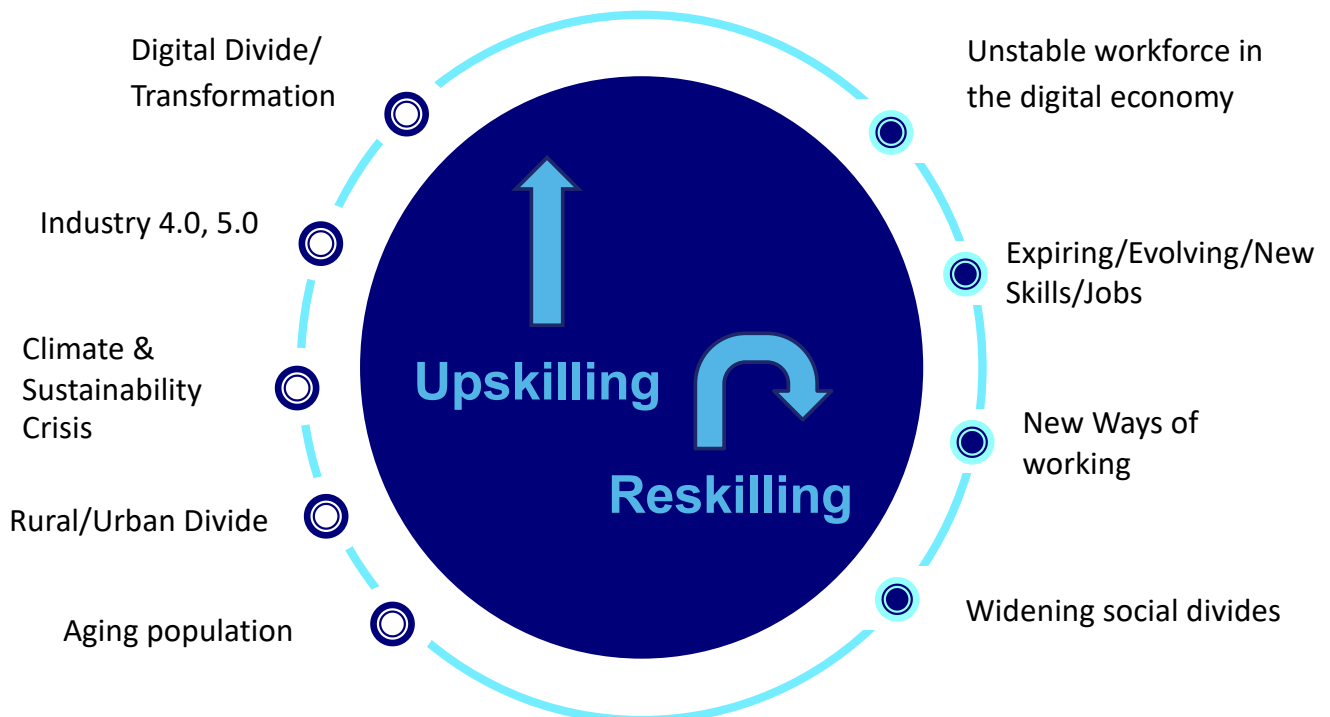 Digital Divide/
Transformation
Industry 4.0, 5.0
Climate &
Sustainability
Crisis
Rural/Urban Divide
Aging population
Upskilling
Reskilling
Unstable workforce in
the digital economy
Expiring/Evolving/New
Skills/Jobs
New Ways of
working
Widening social divides